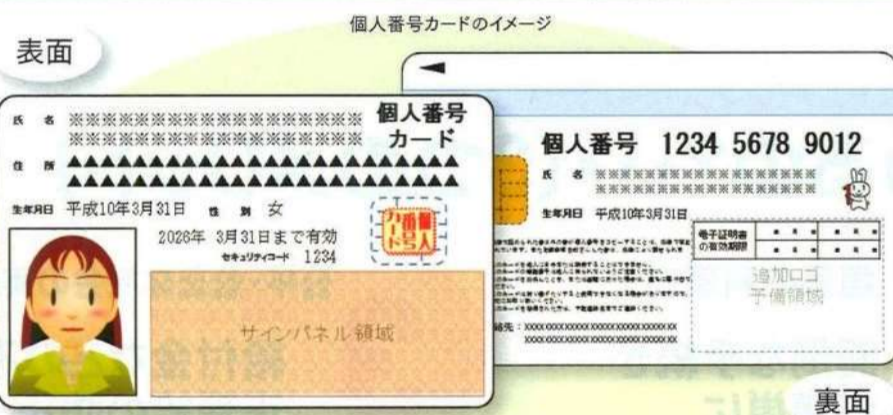 個人番号カードのイメージ
表面
氏 名 ※※※※※※※※※※※※※※※※※※
※※※※※※※※※※※※※※※※※※
個人番号
カード
住 所 ▲▲▲▲▲▲▲▲▲▲▲▲▲▲▲▲▲▲▲▲▲▲▲▲
▲▲▲▲▲▲▲▲▲▲▲▲▲▲▲▲▲▲▲▲▲▲▲▲
生年月日 平成10年3月31日 性 別 女
2026年 3月31日まで有効
セキュリティコード 1234
個人
番号
カード
サインパネル領域
個人番号 1234 5678 9012
氏 名 ※※※※※※※※※※※※※※※※※※
※※※※※※※※※※※※※※※※※※
生年月日 平成10年3月31日
電子証明書
の有効期限
追加ロゴ
予備領域
裏面